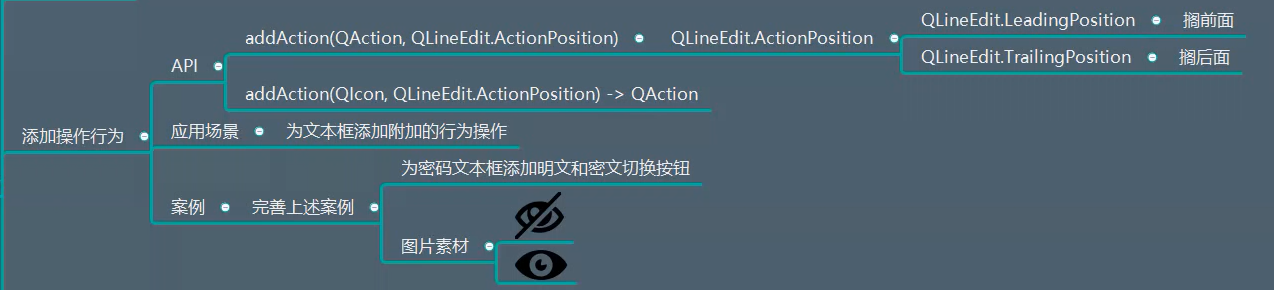 添加操作行为
API
addAction(QAction, QLineEdit.ActionPosition)
QLineEdit.ActionPosition
QLineEdit.LeadingPosition
搁前面
QLineEdit.TrailingPosition
搁后面
addAction(QIcon, QLineEdit.ActionPosition) -> QAction
应用场景
为文本框添加附加的行为操作
案例
完善上述案例
为密码文本框添加明文和密文切换按钮
图片素材